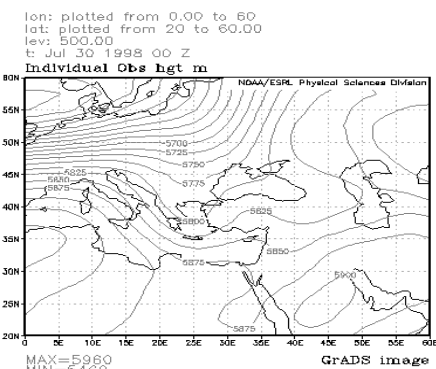 lon: plotted from 0.00 to 60
lat: plotted from 20 to 60.00
lev: 500.00
t: Jul 30 1998 00 Z
Individual Obs hgt m
NOAA/ESRL Physical Sciences Division
60N
55N
50N
45N
40N
35N
30N
25N
20N
5700
5725
5750
5775
5825
5850
5875
5825
5800
5850
5875
5900
5875
0
5E
10E
15E
20E
25E
30E
35E
40E
45E
50E
55E
60E
MAX=5960
GrADS image